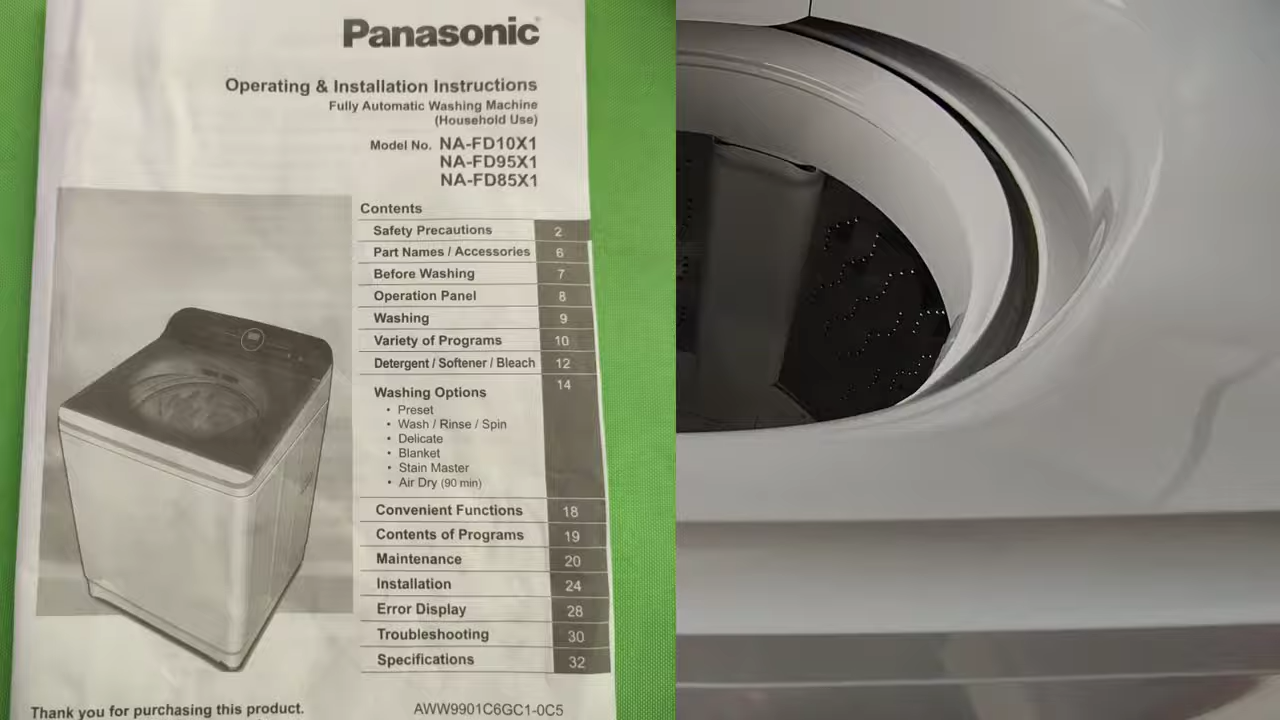 Panasonic
Operating & Installation Instructions
Fully Automatic Washing Machine
(Household Use)
Model No. NA-FD10X1
NA-FD95X1
NA-FD85X1
Contents
Safety Precautions 2
Part Names / Accessories 6
Before Washing 7
Operation Panel 8
Washing 9
Variety of Programs 10
Detergent / Softener / Bleach 12
Washing Options 14
• Preset
• Wash / Rinse / Spin
• Delicate
• Blanket
• Stain Master
• Air Dry (90 min)
Convenient Functions 18
Contents of Programs 19
Maintenance 20
Installation 24
Error Display 28
Troubleshooting 30
Specifications 32
Thank you for purchasing this product.
AWW9901C6GC1-0C5